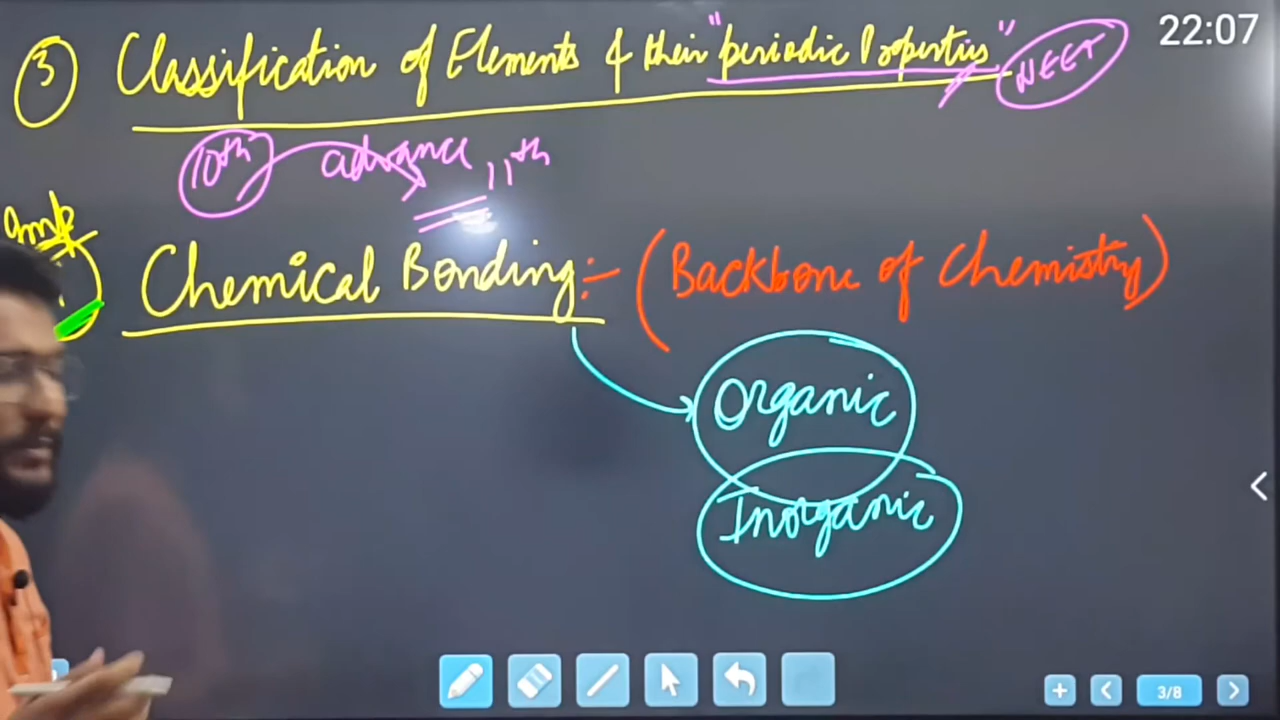 22:07
③ Classification of Elements & their "periodic Properties" NEET
10th advance 11th
Imp
Chemical Bonding :- (Backbone of Chemistry)
Organic
Inorganic
3/8